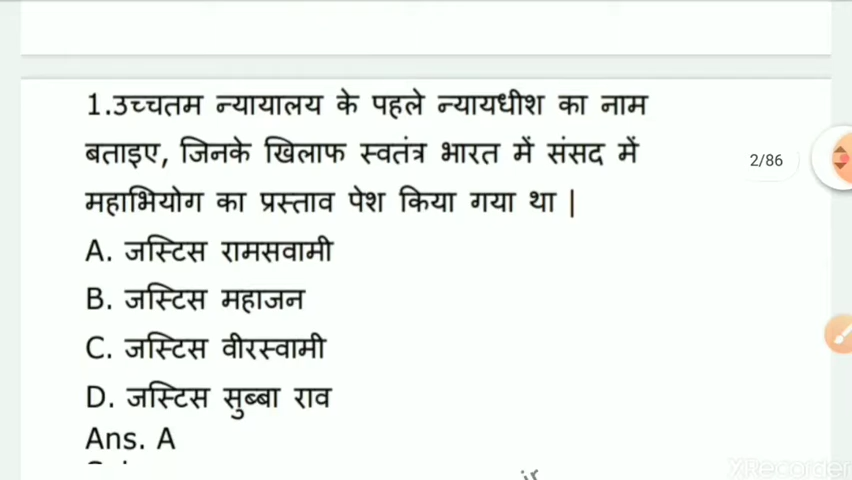 1.उच्चतम न्यायालय के पहले न्यायधीश का नाम
बताइए, जिनके खिलाफ स्वतंत्र भारत में संसद में
महाभियोग का प्रस्ताव पेश किया गया था |
2/86
A. जस्टिस रामसवामी
B. जस्टिस महाजन
C. जस्टिस वीरस्वामी
D. जस्टिस सुब्बा राव
Ans. A
XRecorder